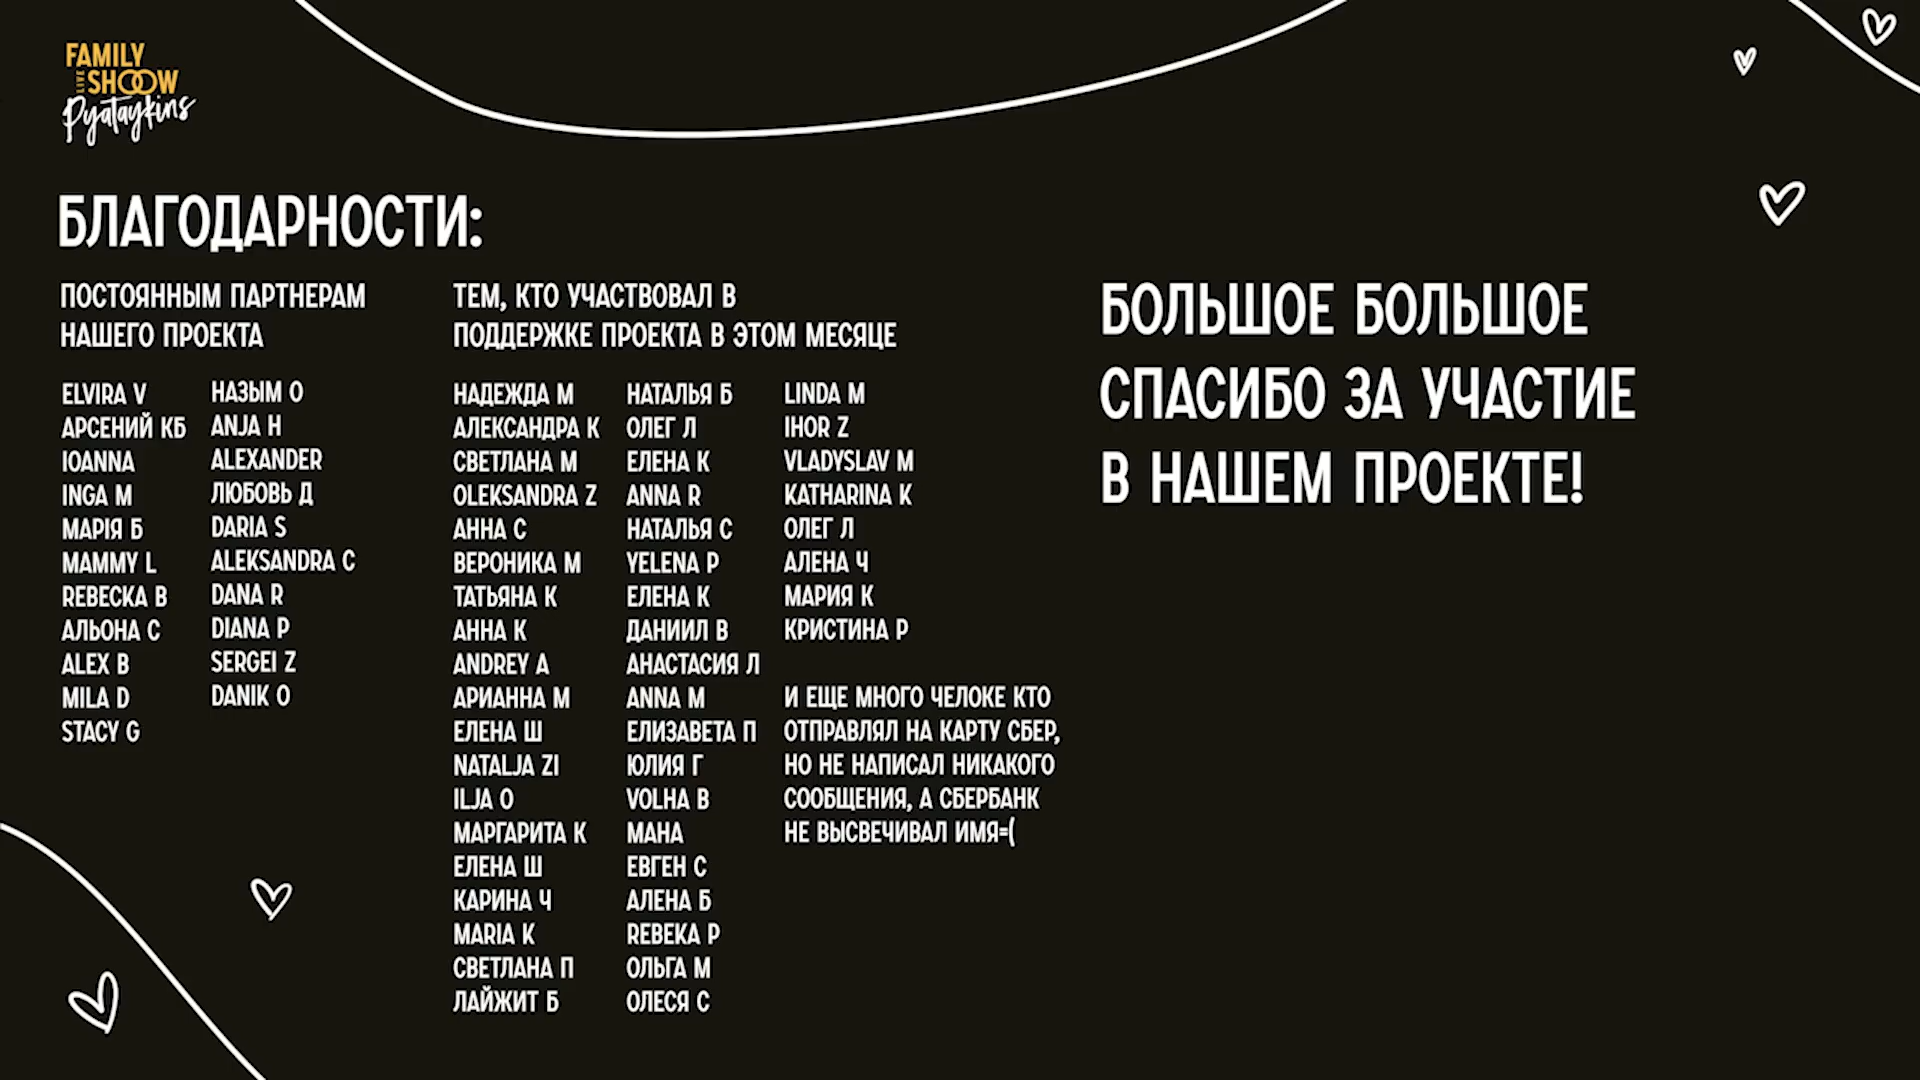 FAMILY
LIVE SHOOW
Pyataykins
БЛАГОДАРНОСТИ:
ПОСТОЯННЫМ ПАРТНЕРАМ
НАШЕГО ПРОЕКТА
ELVIRA V
АРСЕНИЙ КБ
IOANNA
INGA M
МАРІЯ Б
MAMMY L
REBECKA B
АЛЬОНА С
ALEX B
MILA D
STACY G
НАЗЫМ О
ANJA H
ALEXANDER
ЛЮБОВЬ Д
DARIA S
ALEKSANDRA C
DANA R
DIANA P
SERGEI Z
DANIK O
ТЕМ, КТО УЧАСТВОВАЛ В
ПОДДЕРЖКЕ ПРОЕКТА В ЭТОМ МЕСЯЦЕ
НАДЕЖДА М
АЛЕКСАНДРА К
СВЕТЛАНА М
OLEKSANDRA Z
АННА С
ВЕРОНИКА М
ТАТЬЯНА К
АННА К
ANDREY A
АРИАННА М
ЕЛЕНА Ш
NATALJA ZI
ILJA O
МАРГАРИТА К
ЕЛЕНА Ш
КАРИНА Ч
MARIA K
СВЕТЛАНА П
ЛАЙЖИТ Б
НАТАЛЬЯ Б
ОЛЕГ Л
ЕЛЕНА К
ANNA R
НАТАЛЬЯ С
YELENA P
ЕЛЕНА К
ДАНИИЛ В
АНАСТАСИЯ Л
ANNA M
ЕЛИЗАВЕТА П
ЮЛИЯ Г
VOLHA B
МАНА
ЕВГЕН С
АЛЕНА Б
REBEKA P
ОЛЬГА М
ОЛЕСЯ С
LINDA M
IHOR Z
VLADYSLAV M
KATHARINA K
ОЛЕГ Л
АЛЕНА Ч
МАРИЯ К
КРИСТИНА Р
И ЕЩЕ МНОГО ЧЕЛОКЕ КТО
ОТПРАВЛЯЛ НА КАРТУ СБЕР,
НО НЕ НАПИСАЛ НИКАКОГО
СООБЩЕНИЯ, А СБЕРБАНК
НЕ ВЫСВЕЧИВАЛ ИМЯ=(
БОЛЬШОЕ БОЛЬШОЕ
СПАСИБО ЗА УЧАСТИЕ
В НАШЕМ ПРОЕКТЕ!